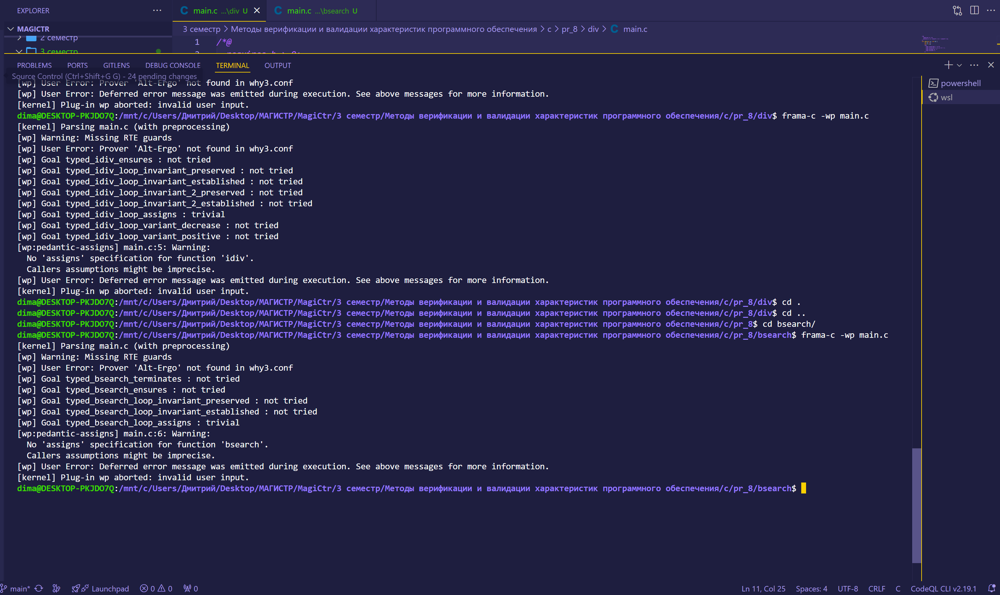 EXPLORER
main.c ...\div U
main.c ...\bsearch U
MAGICTR
2 семестр
3 семестр
3 семестр > Методы верификации и валидации характеристик программного обеспечения > c > pr_8 > div > C main.c
1 /*@
PROBLEMS PORTS GITLENS DEBUG CONSOLE TERMINAL OUTPUT
Source Control (Ctrl+Shift+G G) - 24 pending changes
powershell
wsl
[wp] User Error: Prover 'Alt-Ergo' not found in why3.conf
[wp] User Error: Deferred error message was emitted during execution. See above messages for more information.
[kernel] Plug-in wp aborted: invalid user input.
dima@DESKTOP-PKJDO7Q:/mnt/c/Users/Дмитрий/Desktop/МАГИСТР/MagiCtr/3 семестр/Методы верификации и валидации характеристик программного обеспечения/c/pr_8/div$ frama-c -wp main.c
[kernel] Parsing main.c (with preprocessing)
[wp] Warning: Missing RTE guards
[wp] User Error: Prover 'Alt-Ergo' not found in why3.conf
[wp] Goal typed_idiv_ensures : not tried
[wp] Goal typed_idiv_loop_invariant_preserved : not tried
[wp] Goal typed_idiv_loop_invariant_established : not tried
[wp] Goal typed_idiv_loop_invariant_2_preserved : not tried
[wp] Goal typed_idiv_loop_invariant_2_established : not tried
[wp] Goal typed_idiv_loop_assigns : trivial
[wp] Goal typed_idiv_loop_variant_decrease : not tried
[wp] Goal typed_idiv_loop_variant_positive : not tried
[wp:pedantic-assigns] main.c:5: Warning:
No 'assigns' specification for function 'idiv'.
Callers assumptions might be imprecise.
[wp] User Error: Deferred error message was emitted during execution. See above messages for more information.
[kernel] Plug-in wp aborted: invalid user input.
dima@DESKTOP-PKJDO7Q:/mnt/c/Users/Дмитрий/Desktop/МАГИСТР/MagiCtr/3 семестр/Методы верификации и валидации характеристик программного обеспечения/c/pr_8/div$ cd .
dima@DESKTOP-PKJDO7Q:/mnt/c/Users/Дмитрий/Desktop/МАГИСТР/MagiCtr/3 семестр/Методы верификации и валидации характеристик программного обеспечения/c/pr_8/div$ cd ..
dima@DESKTOP-PKJDO7Q:/mnt/c/Users/Дмитрий/Desktop/МАГИСТР/MagiCtr/3 семестр/Методы верификации и валидации характеристик программного обеспечения/c/pr_8$ cd bsearch/
dima@DESKTOP-PKJDO7Q:/mnt/c/Users/Дмитрий/Desktop/МАГИСТР/MagiCtr/3 семестр/Методы верификации и валидации характеристик программного обеспечения/c/pr_8/bsearch$ frama-c -wp main.c
[kernel] Parsing main.c (with preprocessing)
[wp] Warning: Missing RTE guards
[wp] User Error: Prover 'Alt-Ergo' not found in why3.conf
[wp] Goal typed_bsearch_terminates : not tried
[wp] Goal typed_bsearch_ensures : not tried
[wp] Goal typed_bsearch_loop_invariant_preserved : not tried
[wp] Goal typed_bsearch_loop_invariant_established : not tried
[wp] Goal typed_bsearch_loop_assigns : trivial
[wp:pedantic-assigns] main.c:6: Warning:
No 'assigns' specification for function 'bsearch'.
Callers assumptions might be imprecise.
[wp] User Error: Deferred error message was emitted during execution. See above messages for more information.
[kernel] Plug-in wp aborted: invalid user input.
dima@DESKTOP-PKJDO7Q:/mnt/c/Users/Дмитрий/Desktop/МАГИСТР/MagiCtr/3 семестр/Методы верификации и валидации характеристик программного обеспечения/c/pr_8/bsearch$
main* Launchpad 0 0 0 Ln 11, Col 25 Spaces: 4 UTF-8 CRLF C CodeQL CLI v2.19.1